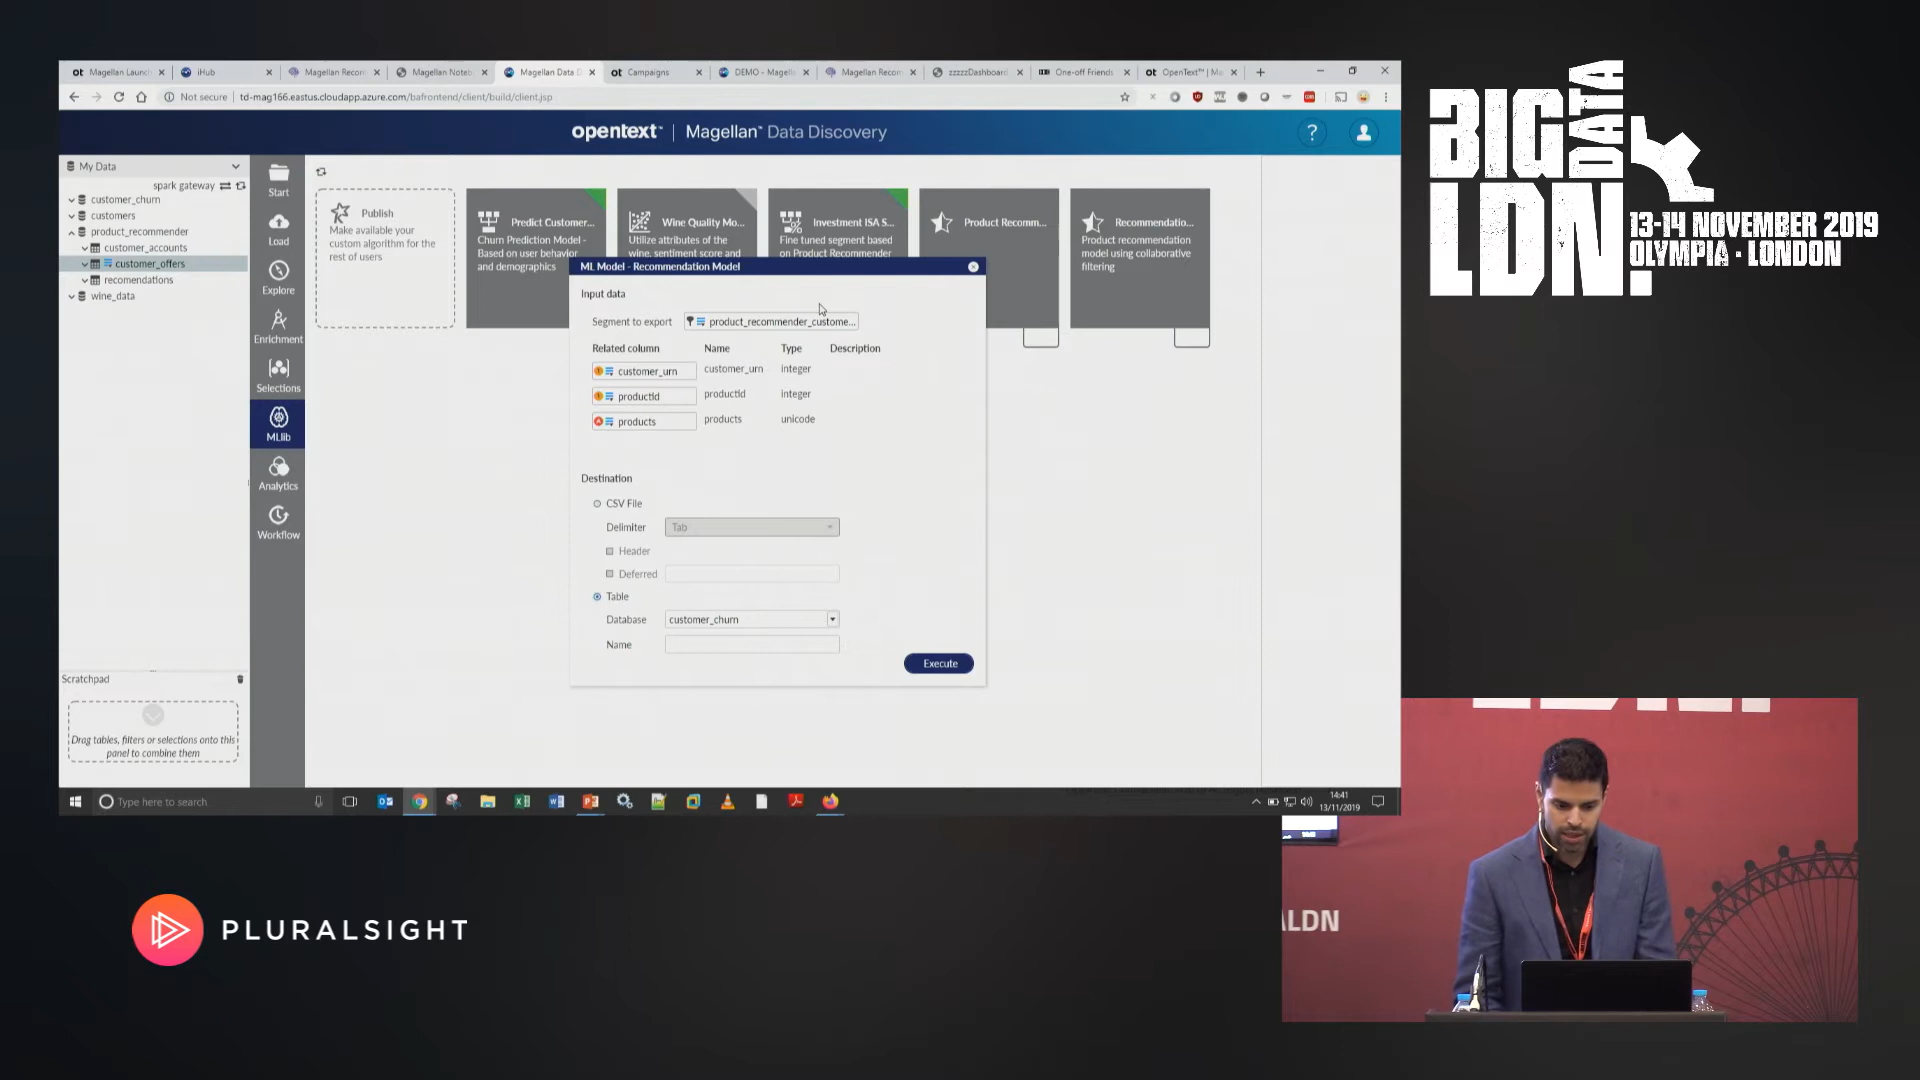 Magellan Launch
iHub
Magellan Recom
Magellan Noteb
Magellan Data D
ot Campaigns
DEMO - Magella
Magellan Recom
zzzzzDashboard
One-off Friends
ot OpenText™ | Ma
Not secure | td-mag166.eastus.cloudapp.azure.com/bafrontend/client/build/client.jsp
opentext™ | Magellan™ Data Discovery
?
My Data
spark gateway
customer_churn
customers
product_recommender
customer_accounts
customer_offers
recomendations
wine_data
Start
Load
Explore
Enrichment
Selections
MLlib
Analytics
Workflow
Publish
Make available your
custom algorithm for the
rest of users
Predict Customer...
Churn Prediction Model -
Based on user behavior
and demographics
Wine Quality Mo...
Utilize attributes of the
wine, sentiment score and
Investment ISA S...
Fine tuned segment based
on Product Recommender
Product Recomm...
Recommendatio...
Product recommendation
model using collaborative
filtering
ML Model - Recommendation Model
Input data
Segment to export product_recommender_custome...
Related column Name Type Description
customer_urn customer_urn integer
productid productid integer
products products unicode
Destination
CSV File
Delimiter Tab
Header
Deferred
Table
Database customer_churn
Name
Execute
Scratchpad
Drag tables, filters or selections onto this
panel to combine them
Type here to search
14:41
13/11/2019
BIG DATA
LDN.
13-14 NOVEMBER 2019
OLYMPIA · LONDON
ALDN
PLURALSIGHT